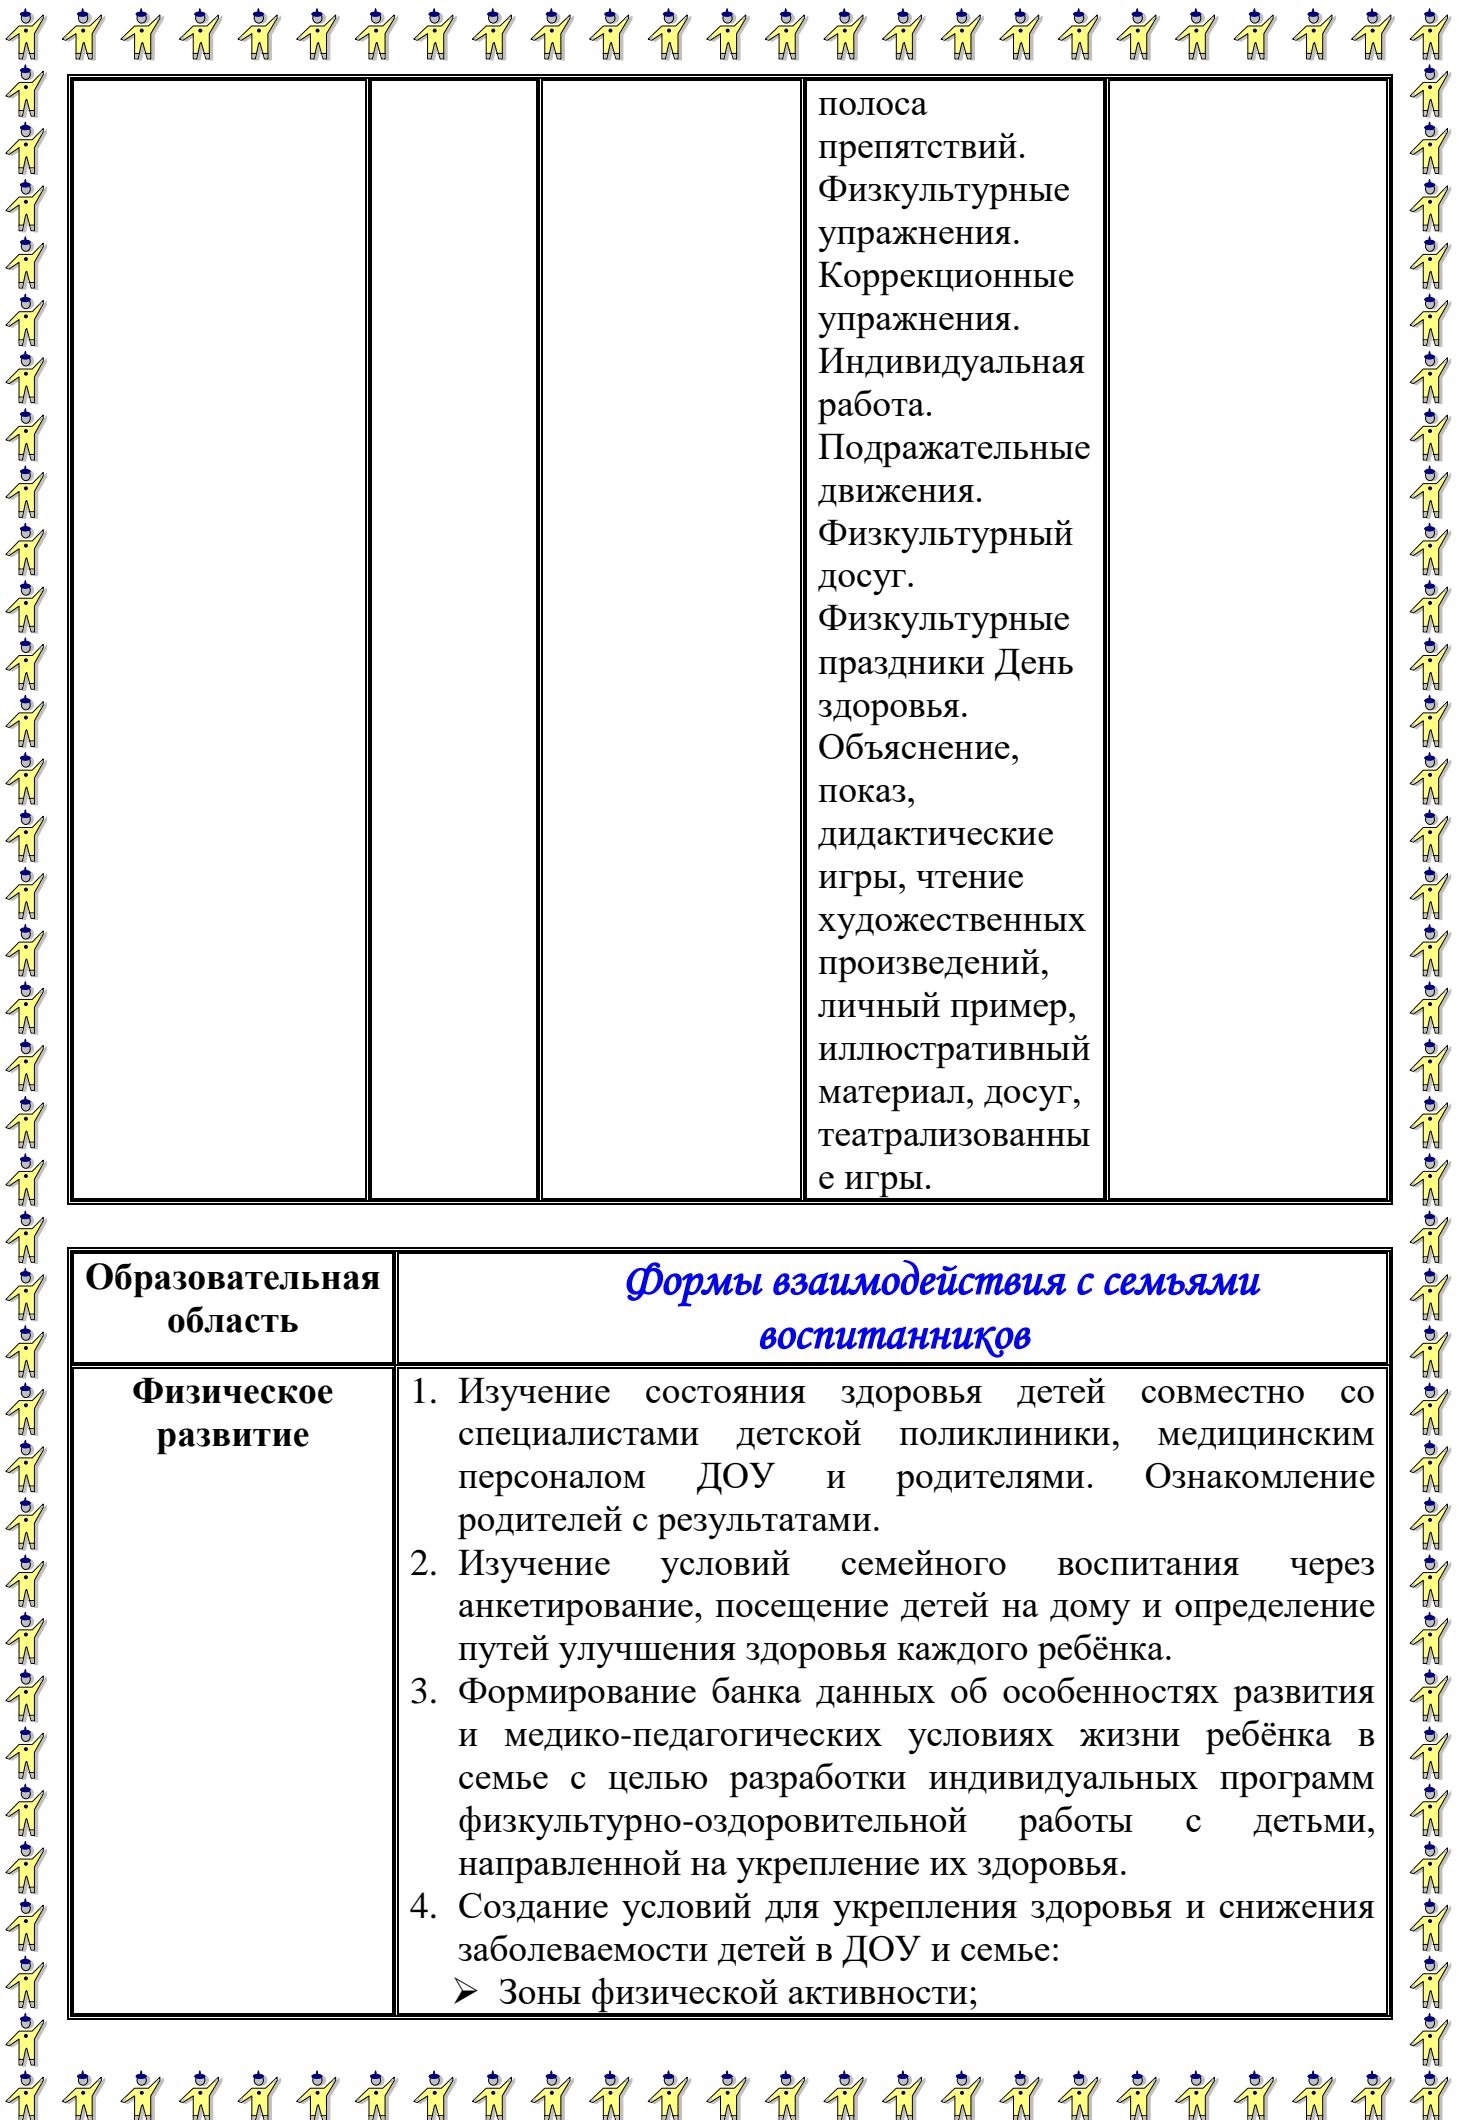 полоса
препятствий.
Физкультурные
упражнения.
Коррекционные
упражнения.
Индивидуальная
работа.
Подражательные
движения.
Физкультурный
досуг.
Физкультурные
праздники День
здоровья.
Объяснение,
показ,
дидактические
игры, чтение
художественных
произведений,
личный пример,
иллюстративный
материал, досуг,
театрализованны
е игры.
Образовательная
область
Формы взаимодействия с семьями
воспитанников
Физическое
развитие
1. Изучение состояния здоровья детей совместно со
специалистами детской поликлиники, медицинским
персоналом ДОУ и родителями. Ознакомление
родителей с результатами.
2. Изучение условий семейного воспитания через
анкетирование, посещение детей на дому и определение
путей улучшения здоровья каждого ребёнка.
3. Формирование банка данных об особенностях развития
и медико-педагогических условиях жизни ребёнка в
семье с целью разработки индивидуальных программ
физкультурно-оздоровительной работы с детьми,
направленной на укрепление их здоровья.
4. Создание условий для укрепления здоровья и снижения
заболеваемости детей в ДОУ и семье:
➢ Зоны физической активности;